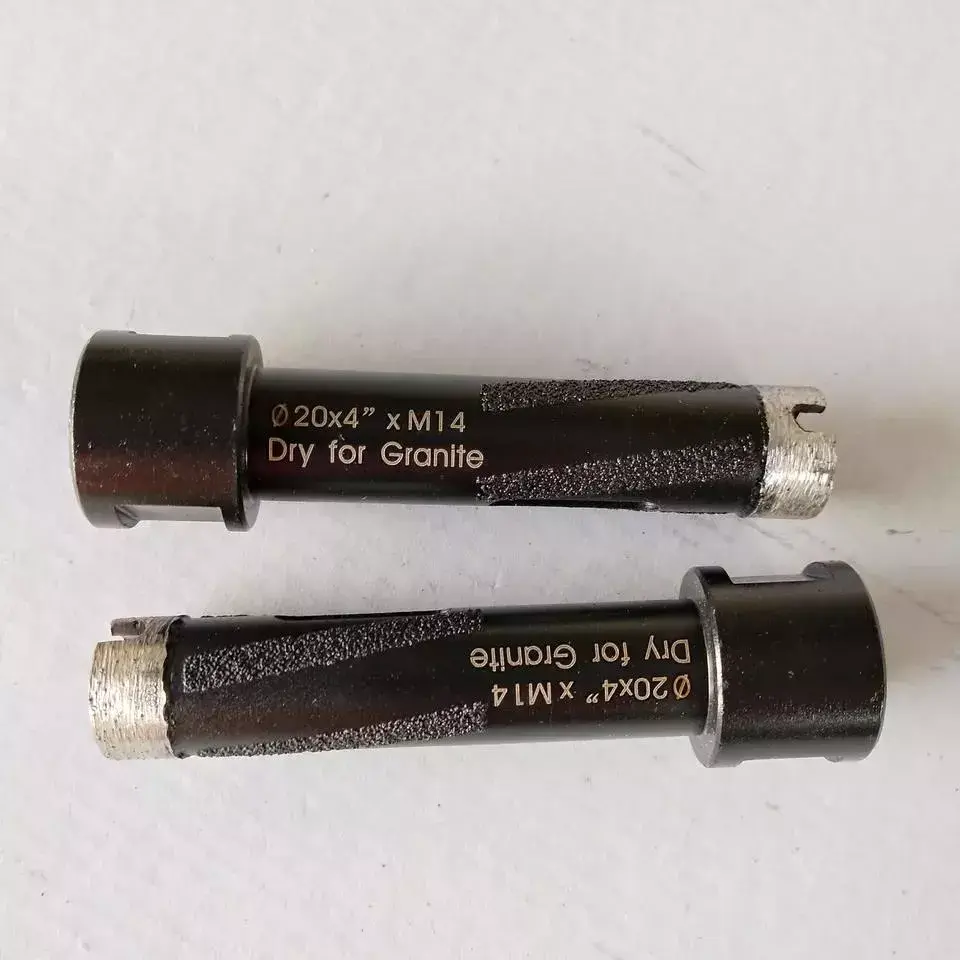 Ø20x4” x M14
Dry for Granite
Ø20x4” x M14
Dry for Granite